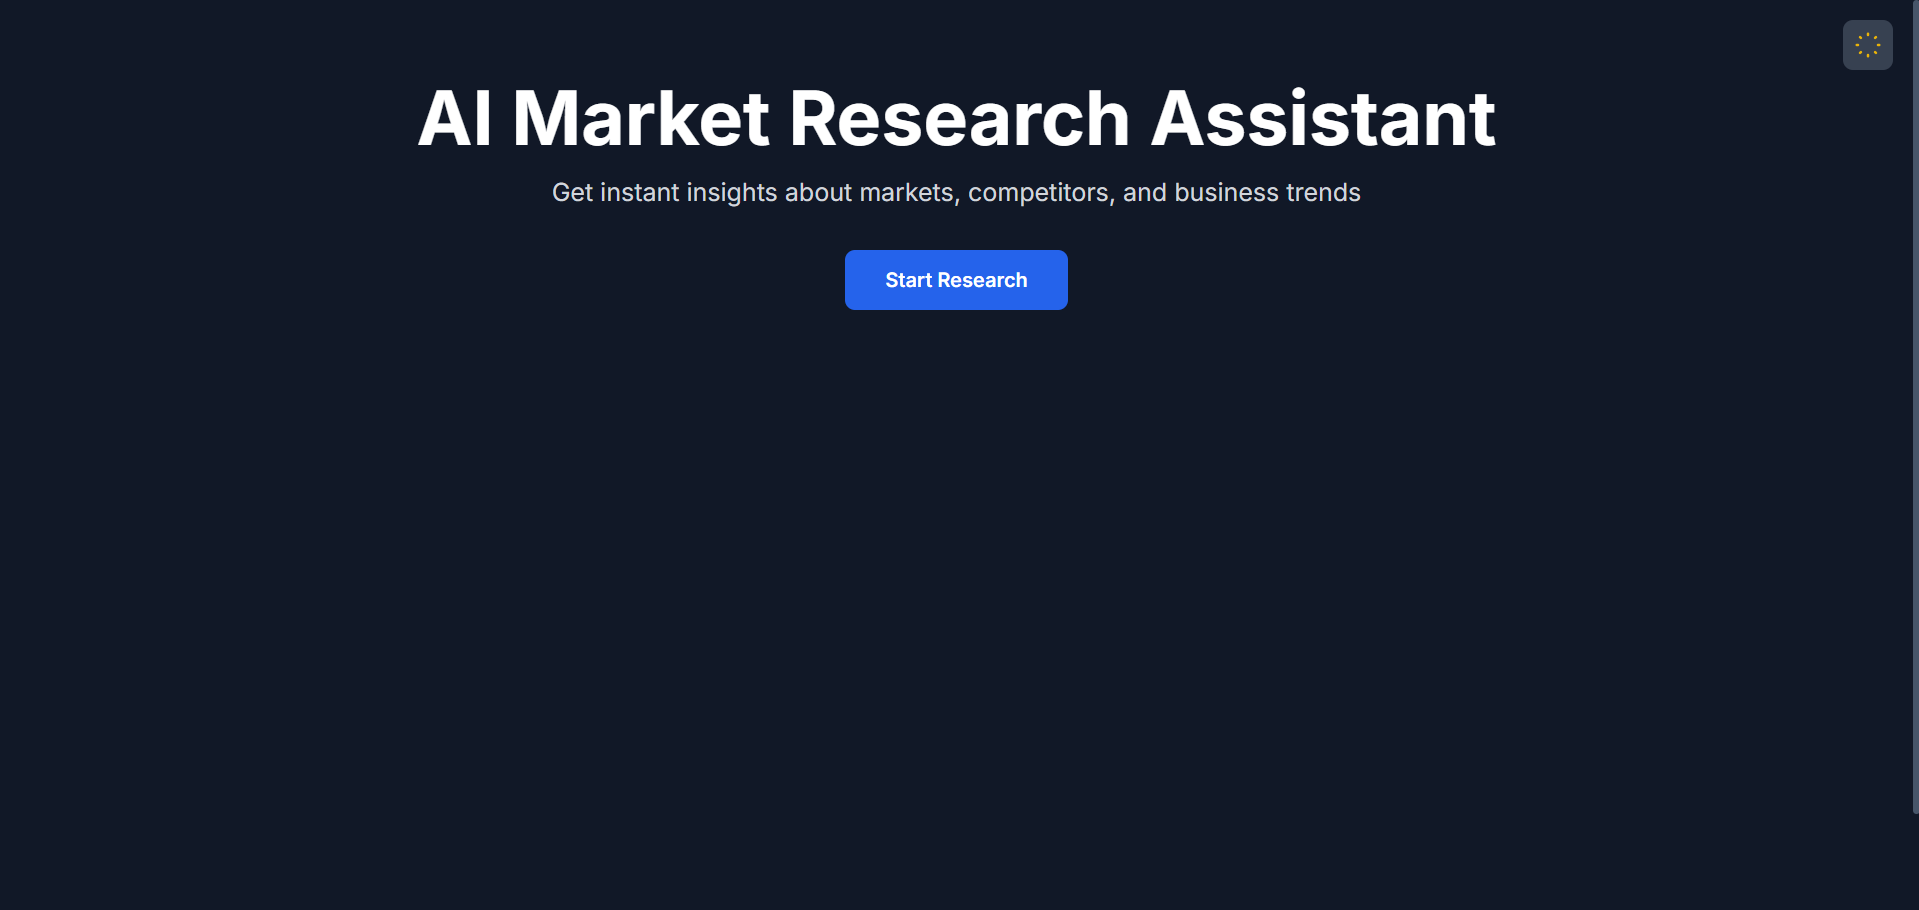 AI Market Research Assistant
Get instant insights about markets, competitors, and business trends
Start Research